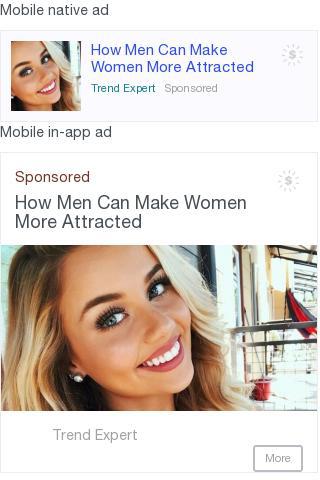 Mobile native ad
How Men Can Make
Women More Attracted
Trend Expert Sponsored
Mobile in-app ad
Sponsored
How Men Can Make Women
More Attracted
Trend Expert
More